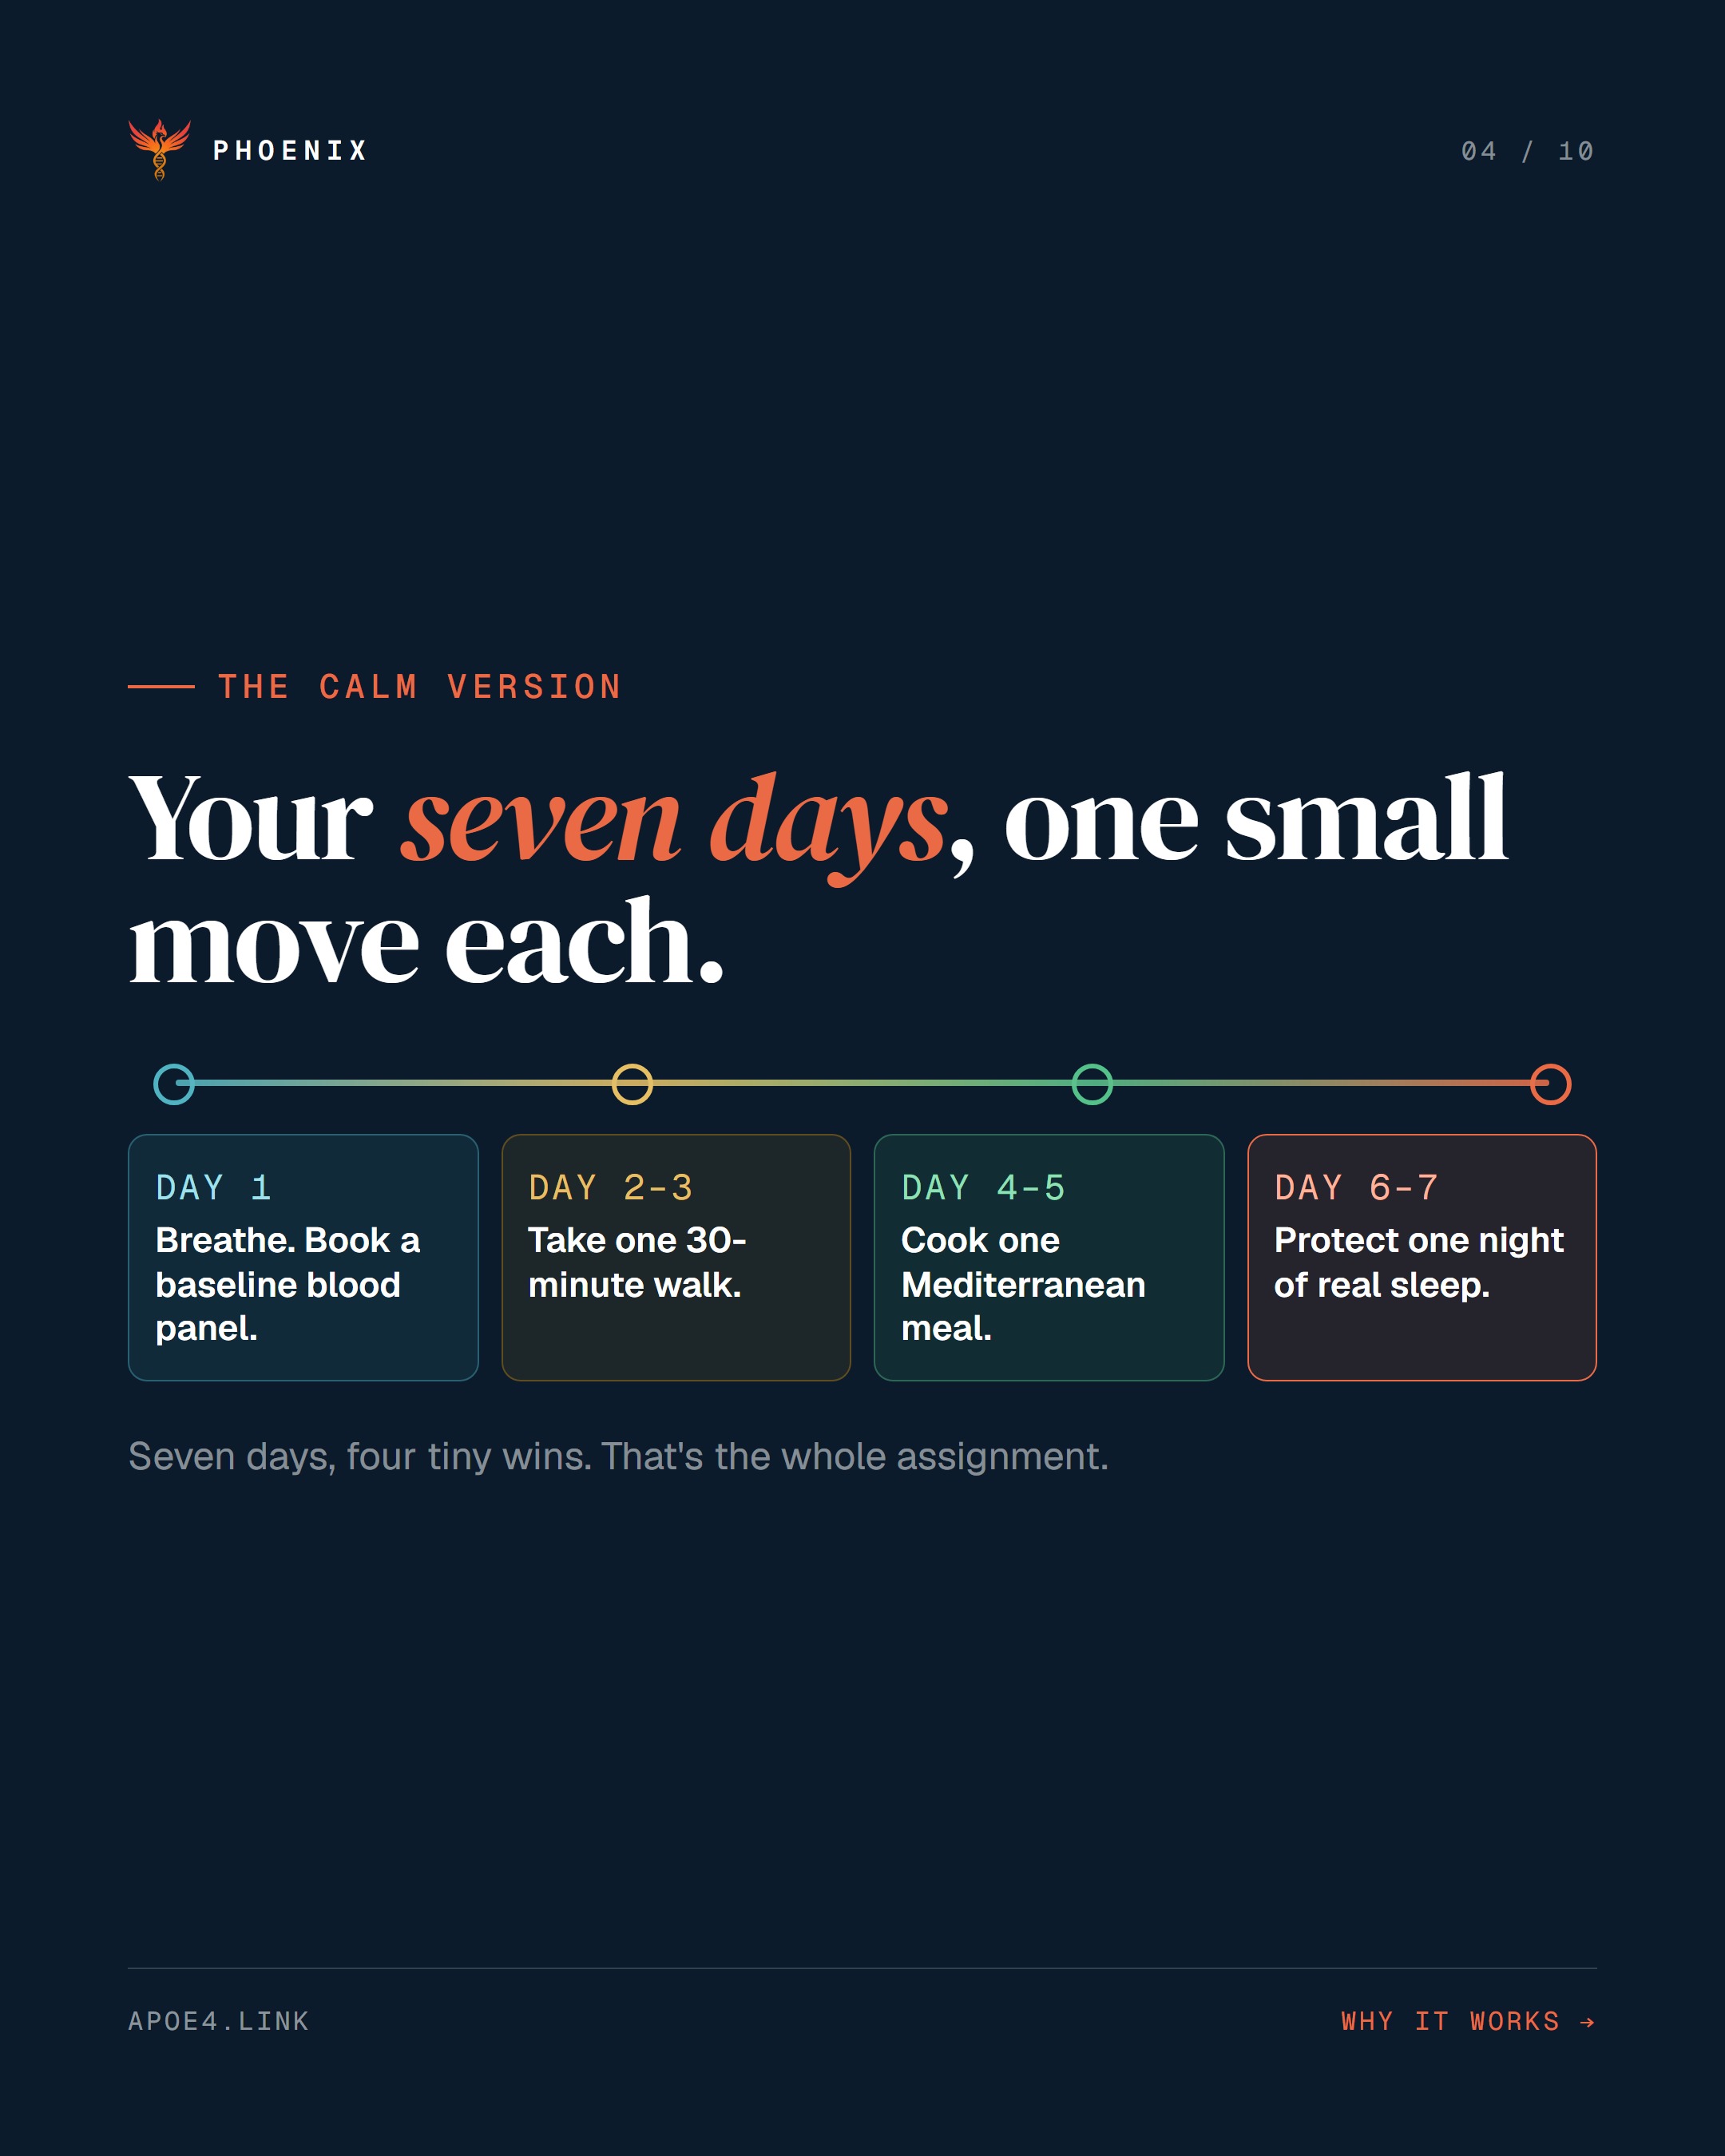 PHOENIX
04 / 10
THE CALM VERSION
Your seven days, one small
move each.
DAY 1
Breathe. Book a
baseline blood
panel.
DAY 2-3
Take one 30-
minute walk.
DAY 4-5
Cook one
Mediterranean
meal.
DAY 6-7
Protect one night
of real sleep.
Seven days, four tiny wins. That's the whole assignment.
APOE4.LINK
WHY IT WORKS →